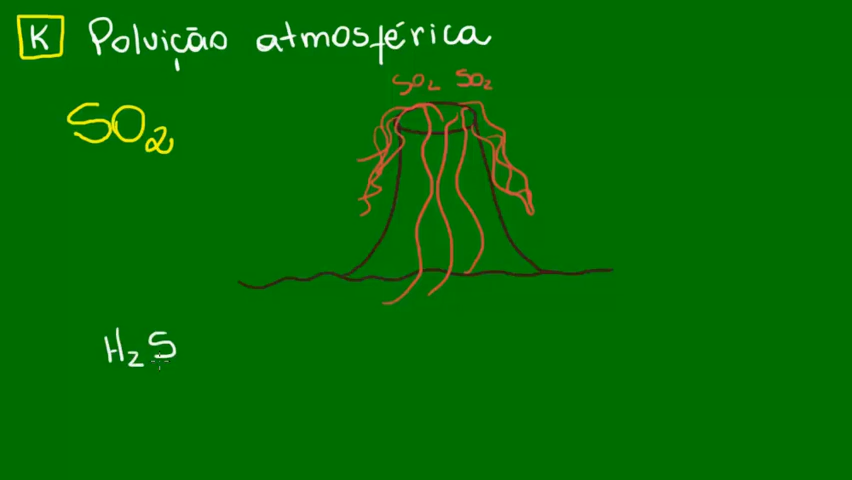 K Poluição atmosférica
SO₂ SO₂
SO₂
H₂S